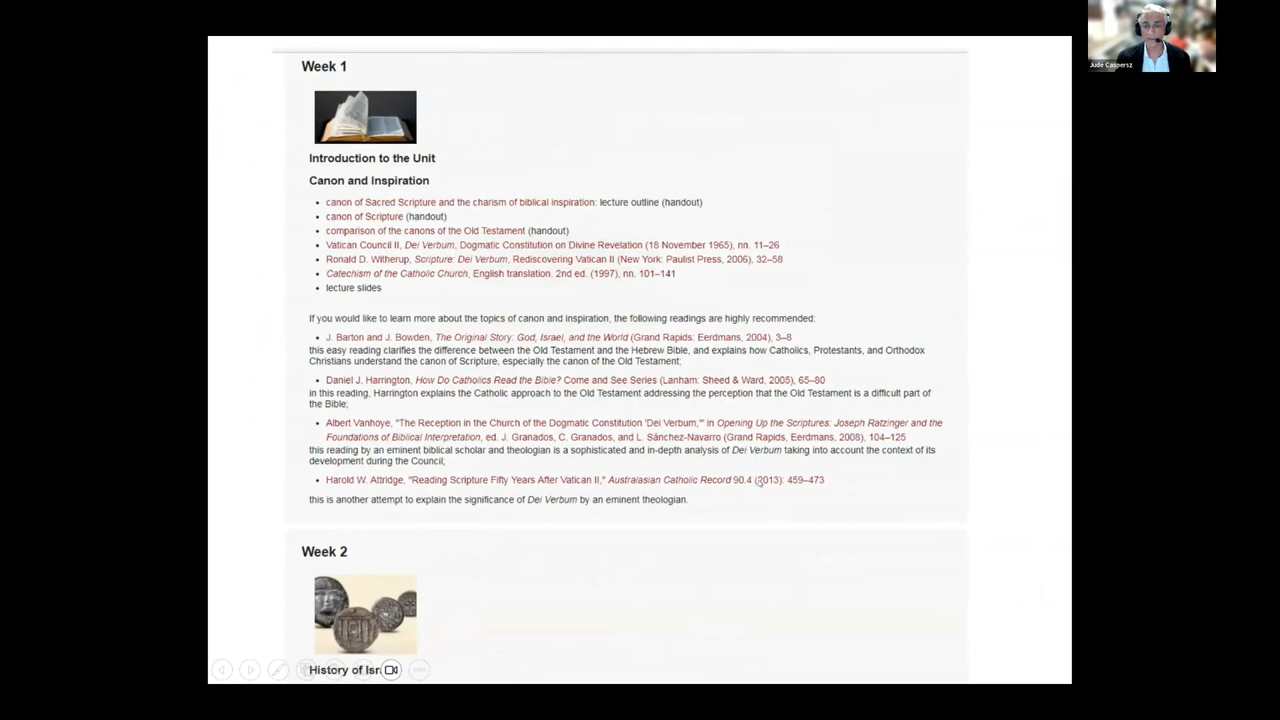 Jude Caspersz
Week 1
Introduction to the Unit
Canon and Inspiration
• canon of Sacred Scripture and the charism of biblical inspiration: lecture outline (handout)
• canon of Scripture (handout)
• comparison of the canons of the Old Testament (handout)
• Vatican Council II, Dei Verbum, Dogmatic Constitution on Divine Revelation (18 November 1965), nn. 11–26
• Ronald D. Witherup, Scripture: Dei Verbum, Rediscovering Vatican II (New York: Paulist Press, 2006), 32–58
• Catechism of the Catholic Church, English translation. 2nd ed. (1997), nn. 101–141
• lecture slides
If you would like to learn more about the topics of canon and inspiration, the following readings are highly recommended:
• J. Barton and J. Bowden, The Original Story: God, Israel, and the World (Grand Rapids: Eerdmans, 2004), 3–8
this easy reading clarifies the difference between the Old Testament and the Hebrew Bible, and explains how Catholics, Protestants, and Orthodox
Christians understand the canon of Scripture, especially the canon of the Old Testament;
• Daniel J. Harrington, How Do Catholics Read the Bible? Come and See Series (Lanham: Sheed & Ward, 2005), 65–80
in this reading, Harrington explains the Catholic approach to the Old Testament addressing the perception that the Old Testament is a difficult part of
the Bible;
• Albert Vanhoye, "The Reception in the Church of the Dogmatic Constitution 'Dei Verbum,'" in Opening Up the Scriptures: Joseph Ratzinger and the
Foundations of Biblical Interpretation, ed. J. Granados, C. Granados, and L. Sánchez-Navarro (Grand Rapids, Eerdmans, 2008), 104–125
this reading by an eminent biblical scholar and theologian is a sophisticated and in-depth analysis of Dei Verbum taking into account the context of its
development during the Council;
• Harold W. Attridge, "Reading Scripture Fifty Years After Vatican II," Australasian Catholic Record 90.4 (2013): 459–473
this is another attempt to explain the significance of Dei Verbum by an eminent theologian.
Week 2
History of